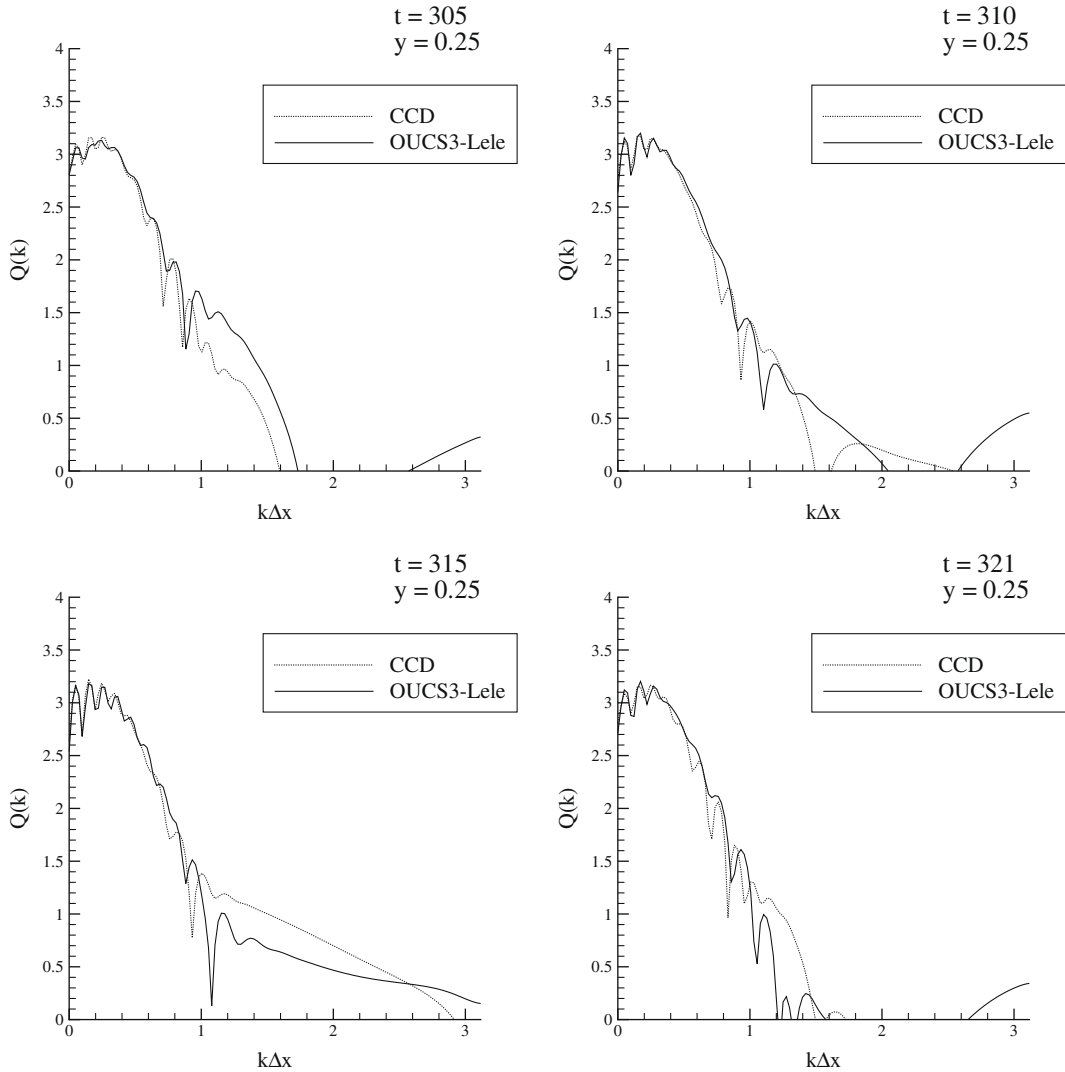 t = 305
y = 0.25
4
3.5
3
2.5
2
1.5
1
0.5
0
Q(k)
CCD
OUCS3-Lele
0
1
2
3
kΔx
t = 310
y = 0.25
4
3.5
3
2.5
2
1.5
1
0.5
0
Q(k)
CCD
OUCS3-Lele
0
1
2
3
kΔx
t = 315
y = 0.25
4
3.5
3
2.5
2
1.5
1
0.5
0
Q(k)
CCD
OUCS3-Lele
0
1
2
3
kΔx
t = 321
y = 0.25
4
3.5
3
2.5
2
1.5
1
0.5
0
Q(k)
CCD
OUCS3-Lele
0
1
2
3
kΔx